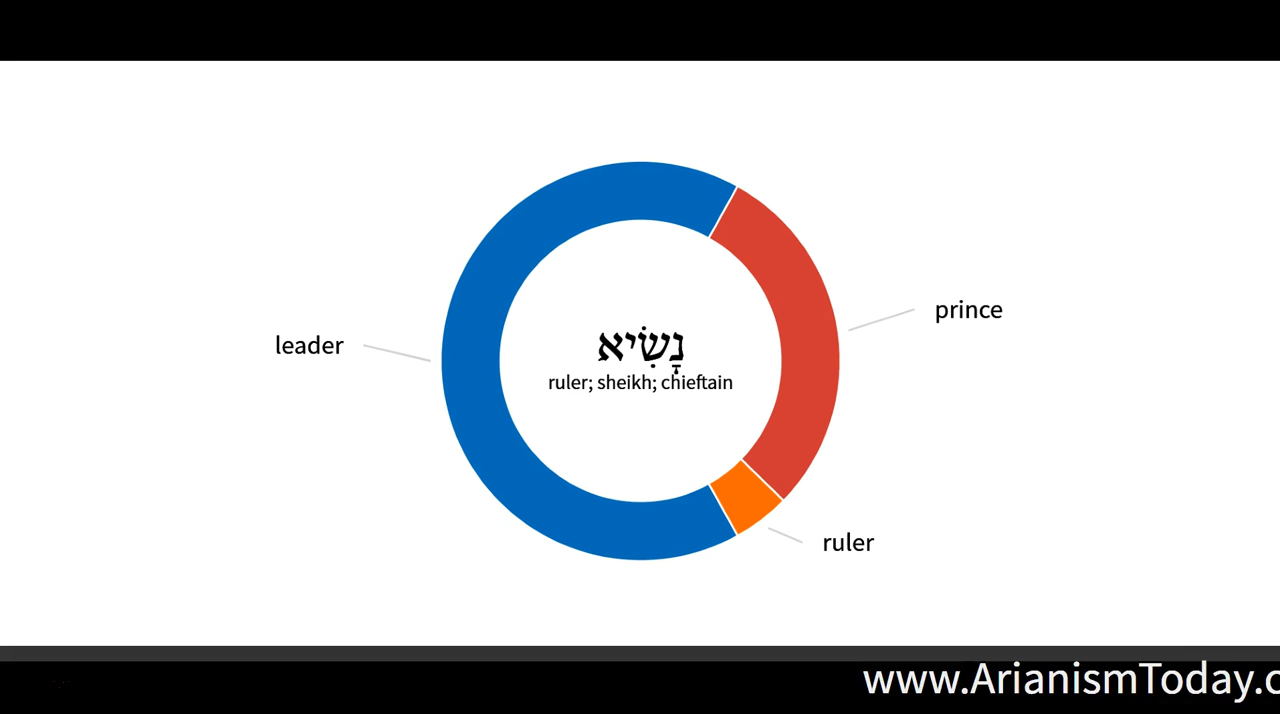 prince
leader
נָשִׂיא
ruler; sheikh; chieftain
ruler
www.ArianismToday.c